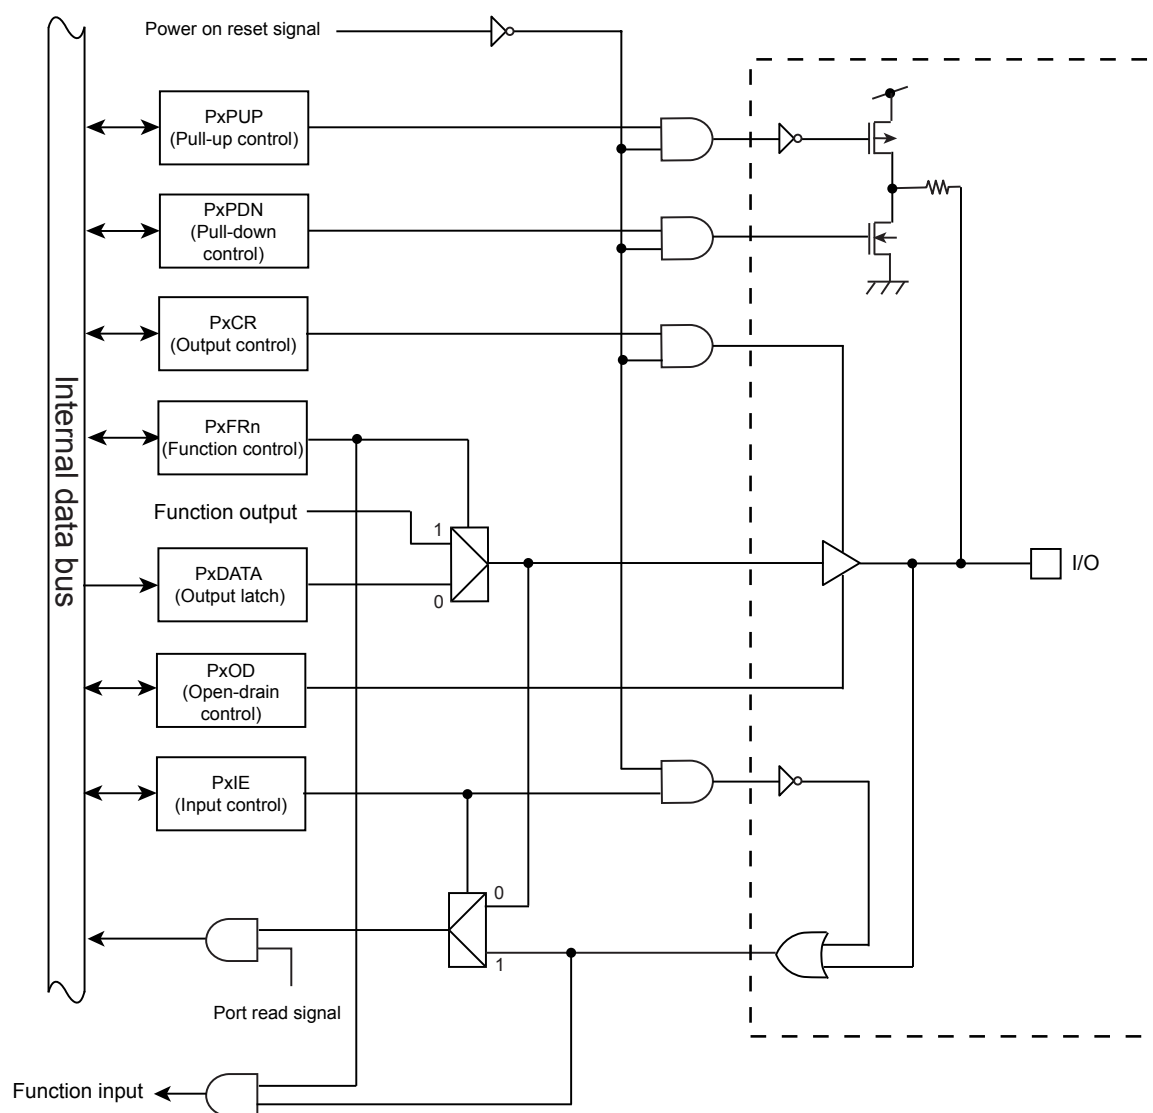 Power on reset signal
PxPUP
(Pull-up control)
PxPDN
(Pull-down
control)
PxCR
(Output control)
Internal data bus
PxFRn
(Function control)
Function output
1
0
PxDATA
(Output latch)
I/O
PxOD
(Open-drain
control)
PxIE
(Input control)
0
1
Port read signal
Function input